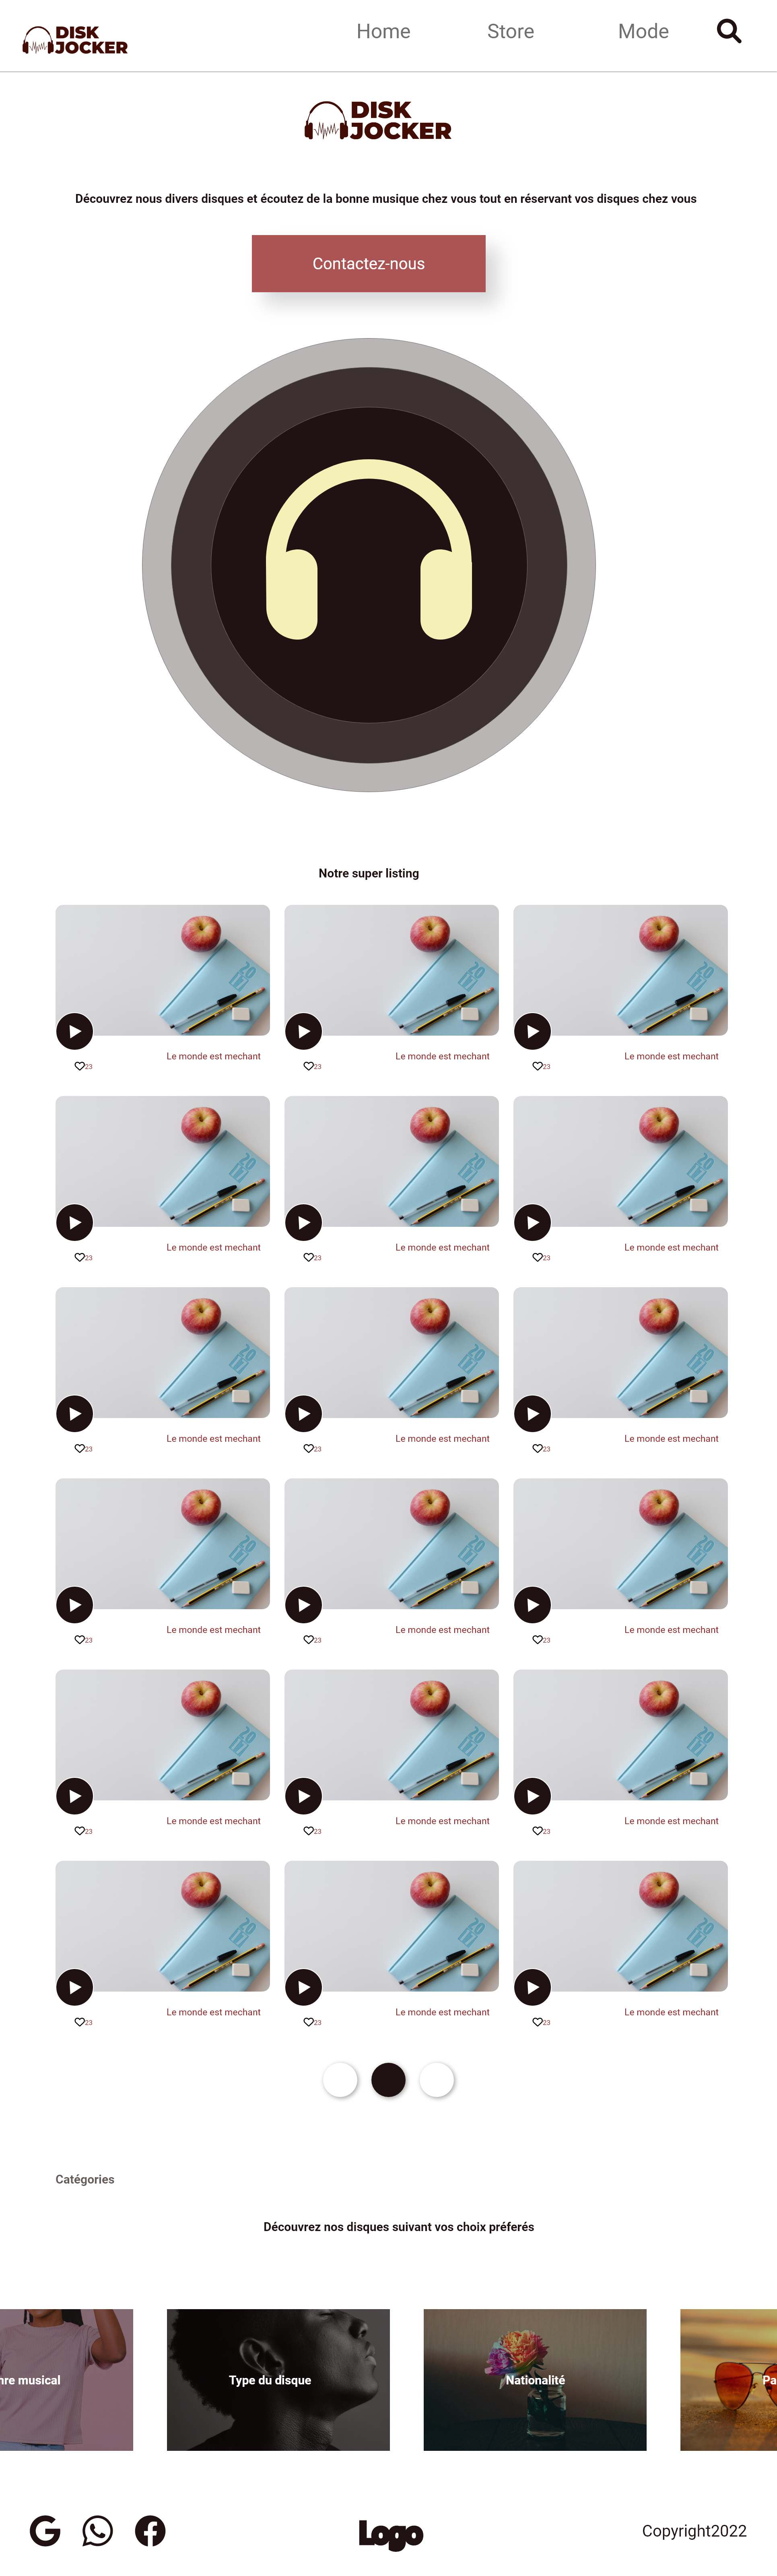 DISK
JOCKER
Home
Store
Mode
DISK
JOCKER
Découvrez nous divers disques et écoutez de la bonne musique chez vous tout en réservant vos disques chez vous
Contactez-nous
Notre super listing
Le monde est mechant
23
Le monde est mechant
23
Le monde est mechant
23
Le monde est mechant
23
Le monde est mechant
23
Le monde est mechant
23
Le monde est mechant
23
Le monde est mechant
23
Le monde est mechant
23
Le monde est mechant
23
Le monde est mechant
23
Le monde est mechant
23
Le monde est mechant
23
Le monde est mechant
23
Le monde est mechant
23
Le monde est mechant
23
Le monde est mechant
23
Le monde est mechant
23
Catégories
Découvrez nos disques suivant vos choix préferés
nre musical
Type du disque
Nationalité
Pa
Logo
Copyright2022